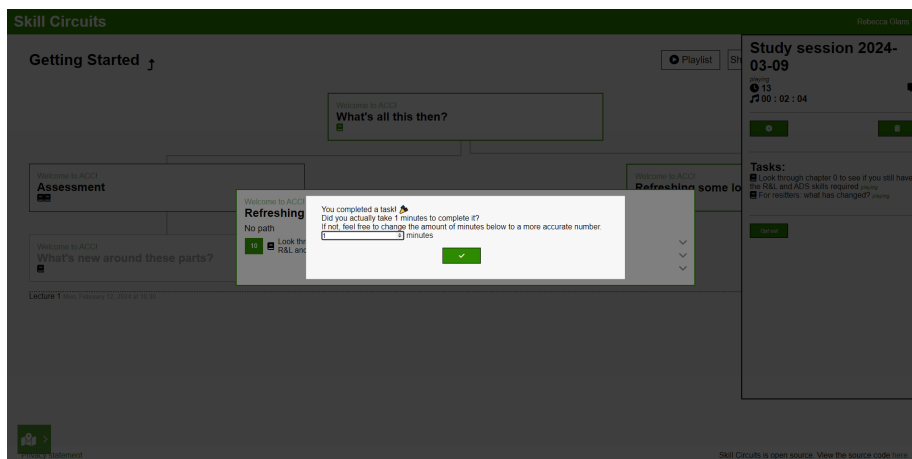 Skill Circuits
Rebecca Glans
Getting Started
Playlist
Sh
Welcome to ACCI
What's all this then?
Welcome to ACCI
Assessment
Welcome to ACCI
What's new around these parts?
Lecture 1
Refreshing some lo
Welcome to ACCI
Refreshing
No path
10
Look thr
R&L and
You completed a task!
Did you actually take 1 minutes to complete it?
If not, feel free to change the amount of minutes below to a more accurate number.
1 minutes
Study session 2024-
03-09
playing
13
00 : 02 : 04
Tasks:
Look through chapter 0 to see if you still have
the R&L and ADS skills required playing
For resitters: what has changed? playing
Privacy Statement
Skill Circuits is open source. View the source code here.